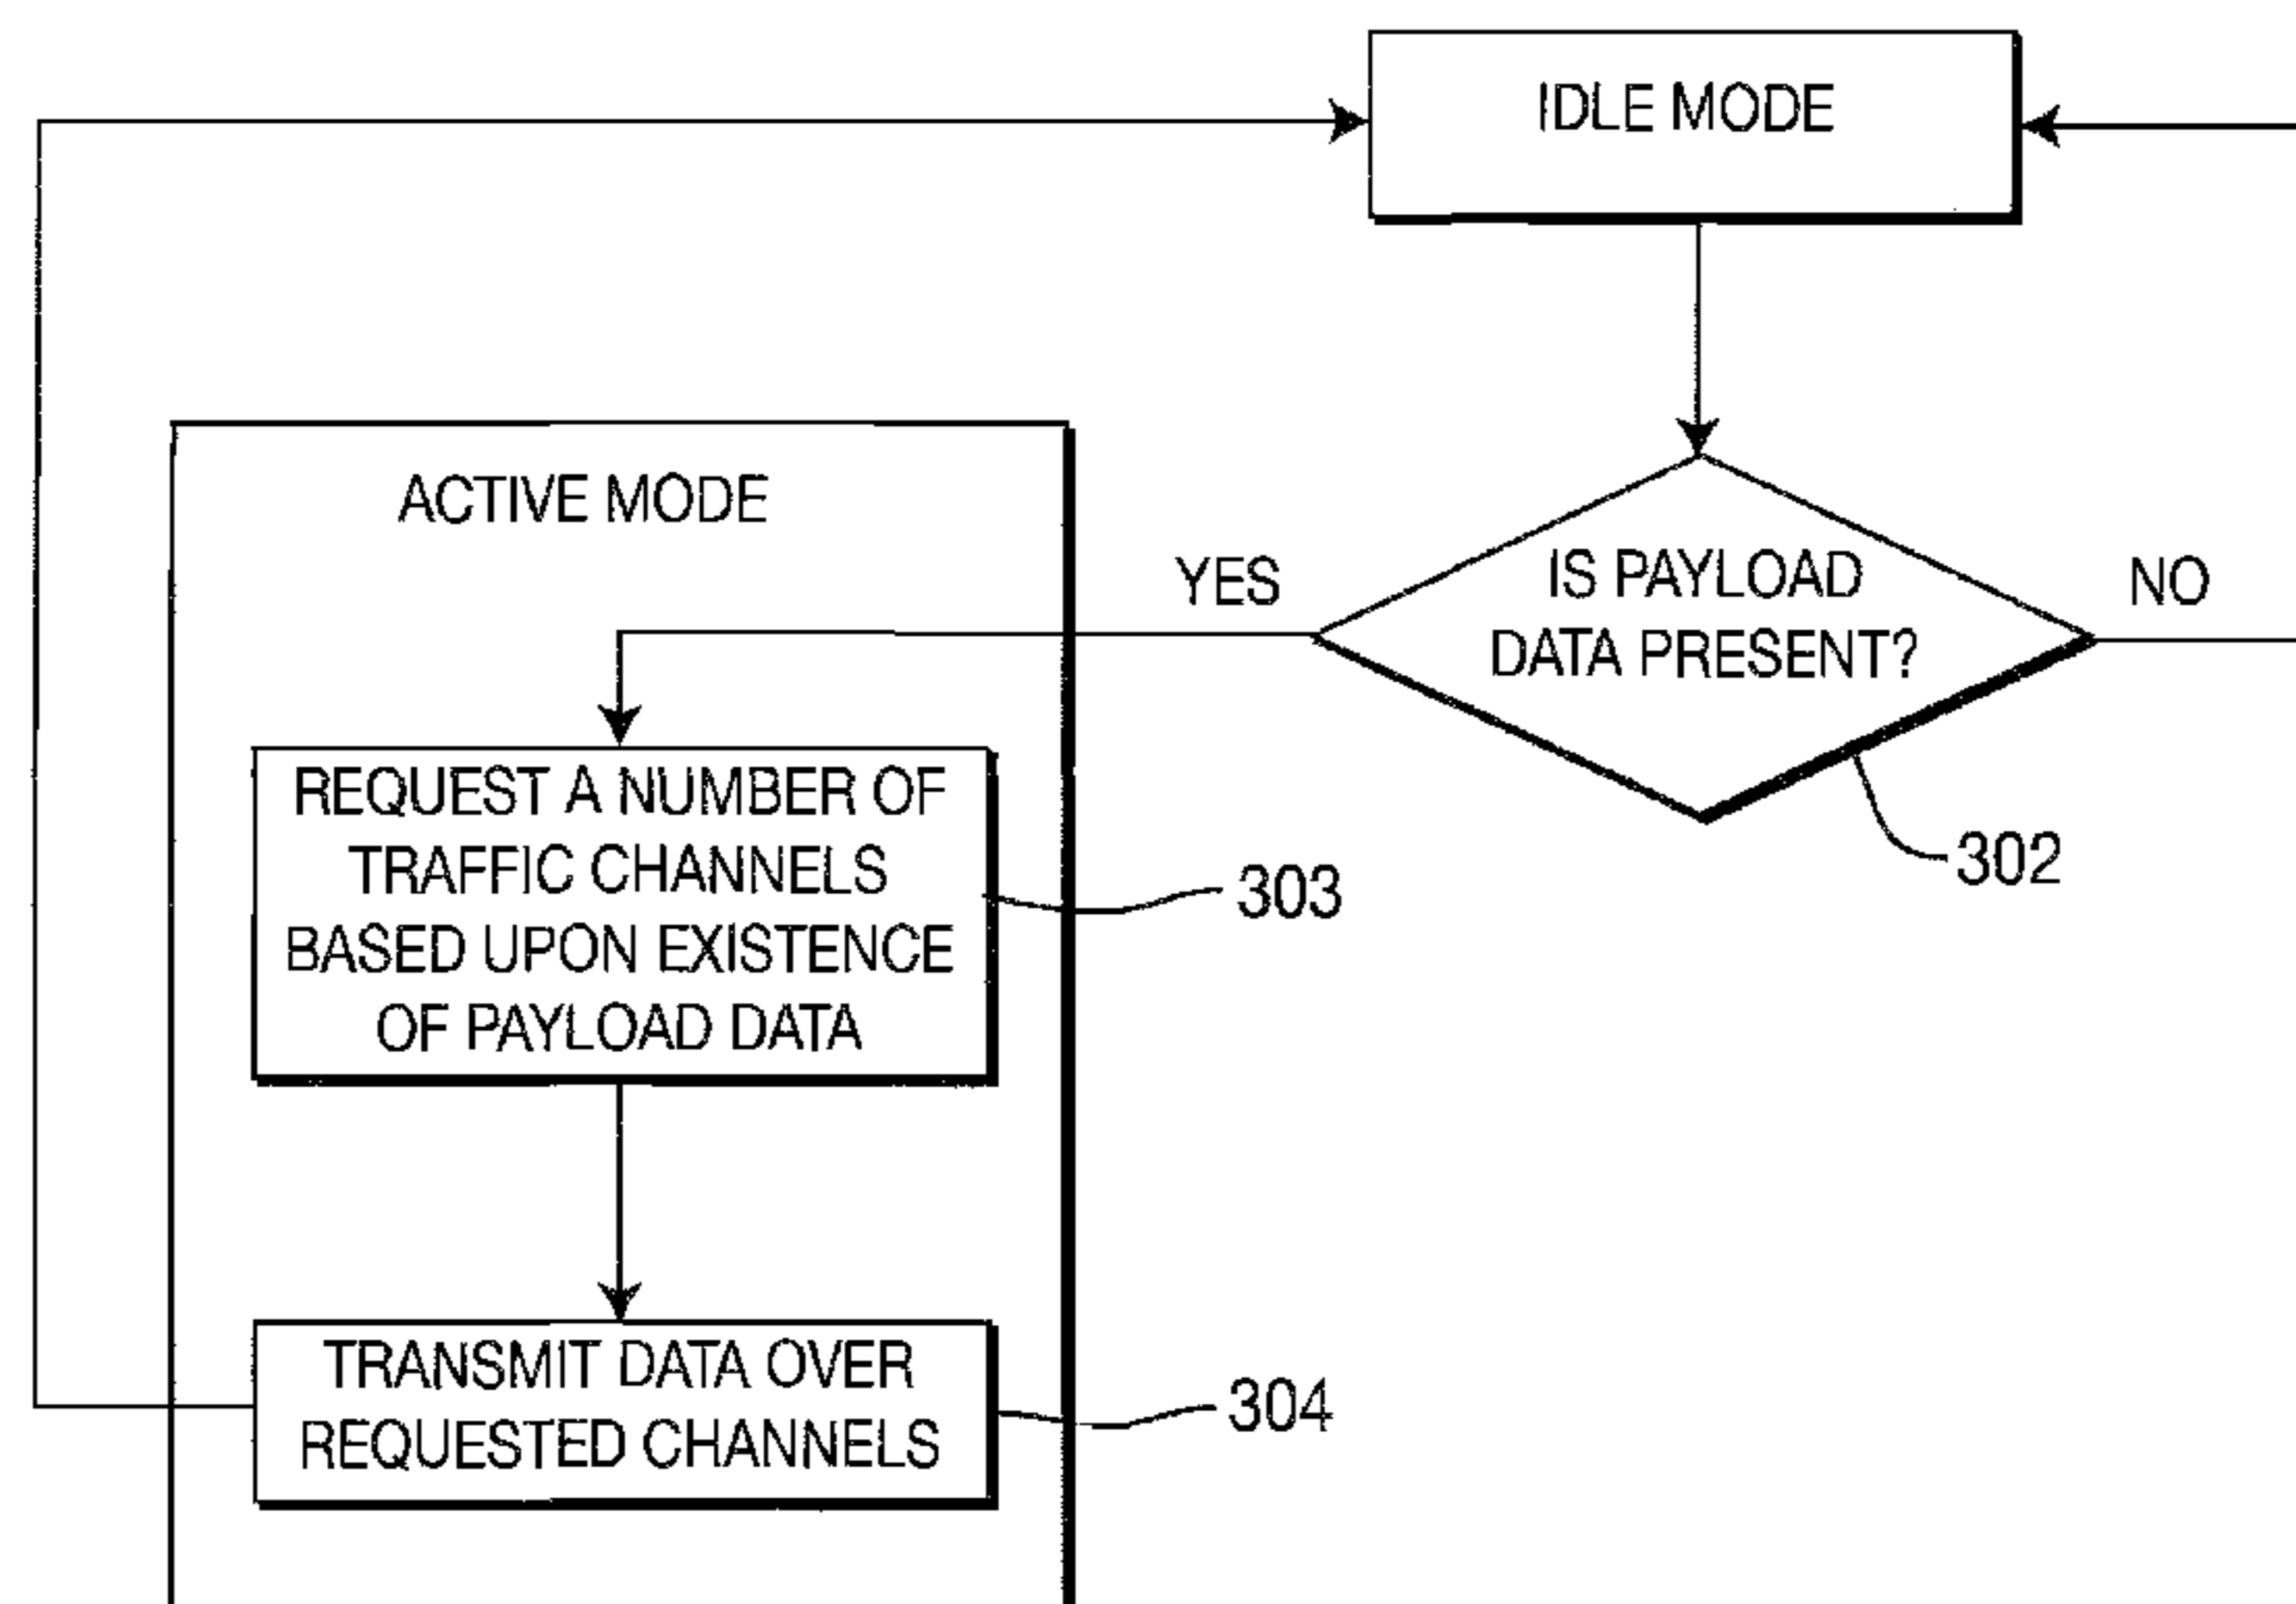 IDLE MODE
ACTIVE MODE
YES
IS PAYLOAD
DATA PRESENT?
NO
REQUEST A NUMBER OF
TRAFFIC CHANNELS
BASED UPON EXISTENCE
OF PAYLOAD DATA
303
302
TRANSMIT DATA OVER
REQUESTED CHANNELS
304